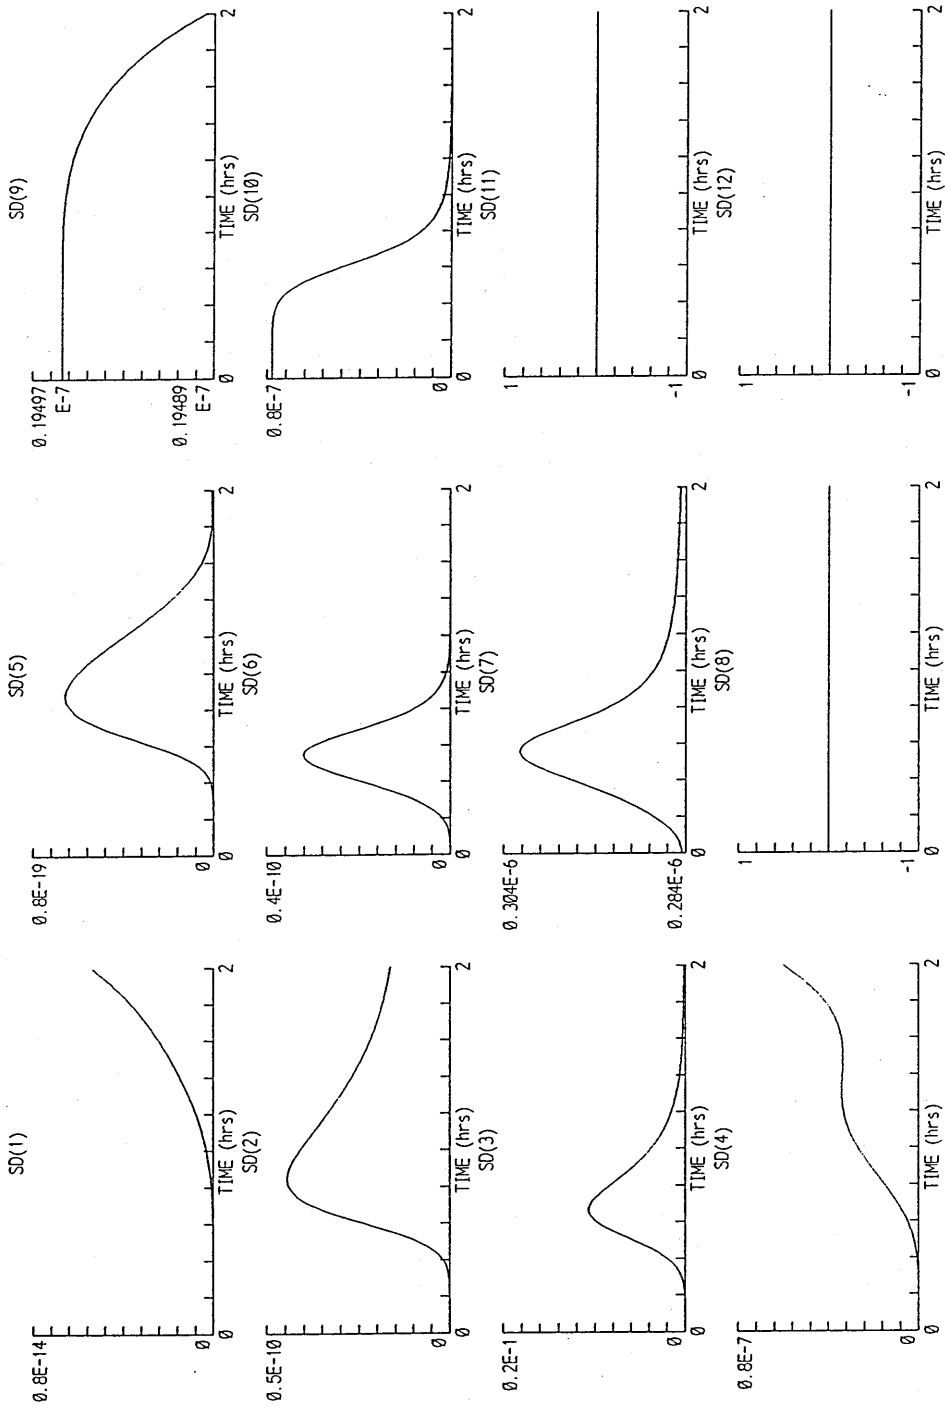 SD(1)
0.8E-14
0
0
2
TIME (hrs)
SD(2)
0.5E-10
0
0
2
TIME (hrs)
SD(3)
0.2E-1
0
0
2
TIME (hrs)
SD(4)
0.8E-7
0
0
2
TIME (hrs)
SD(5)
0.8E-19
0
0
2
TIME (hrs)
SD(6)
0.4E-10
0
0
2
TIME (hrs)
SD(7)
0.304E-6
0.284E-6
0
2
TIME (hrs)
SD(8)
1
-1
0
2
TIME (hrs)
SD(9)
0.19497
E-7
0.19489
E-7
0
2
TIME (hrs)
SD(10)
0.8E-7
0
0
2
TIME (hrs)
SD(11)
1
-1
0
2
TIME (hrs)
SD(12)
1
-1
0
2
TIME (hrs)